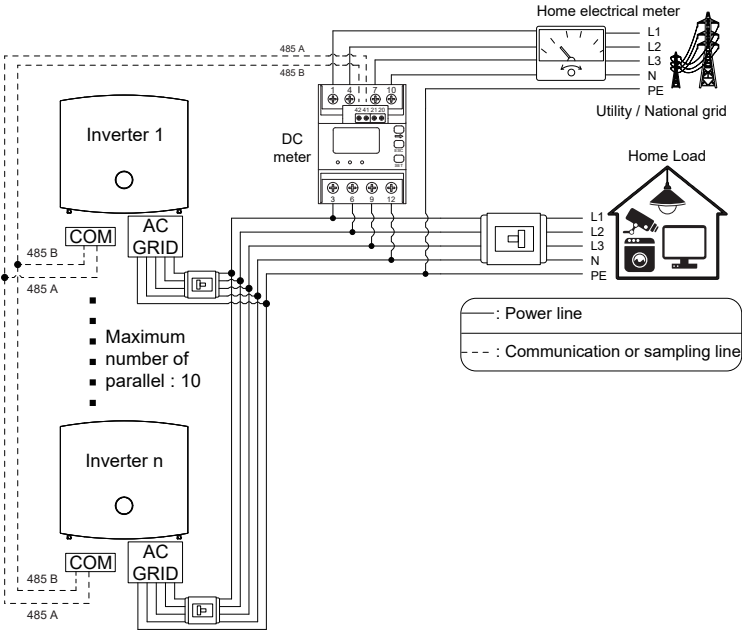 Home electrical meter
L1
L2
L3
N
PE
Utility / National grid
485 A
485 B
1 4 7 10
42 41 21 20
DC
meter
ESC
SET
3 6 9 12
Inverter 1
COM
AC
GRID
485 B
485 A
Home Load
L1
L2
L3
N
PE
: Power line
: Communication or sampling line
Maximum
number of
parallel : 10
Inverter n
COM
AC
GRID
485 B
485 A